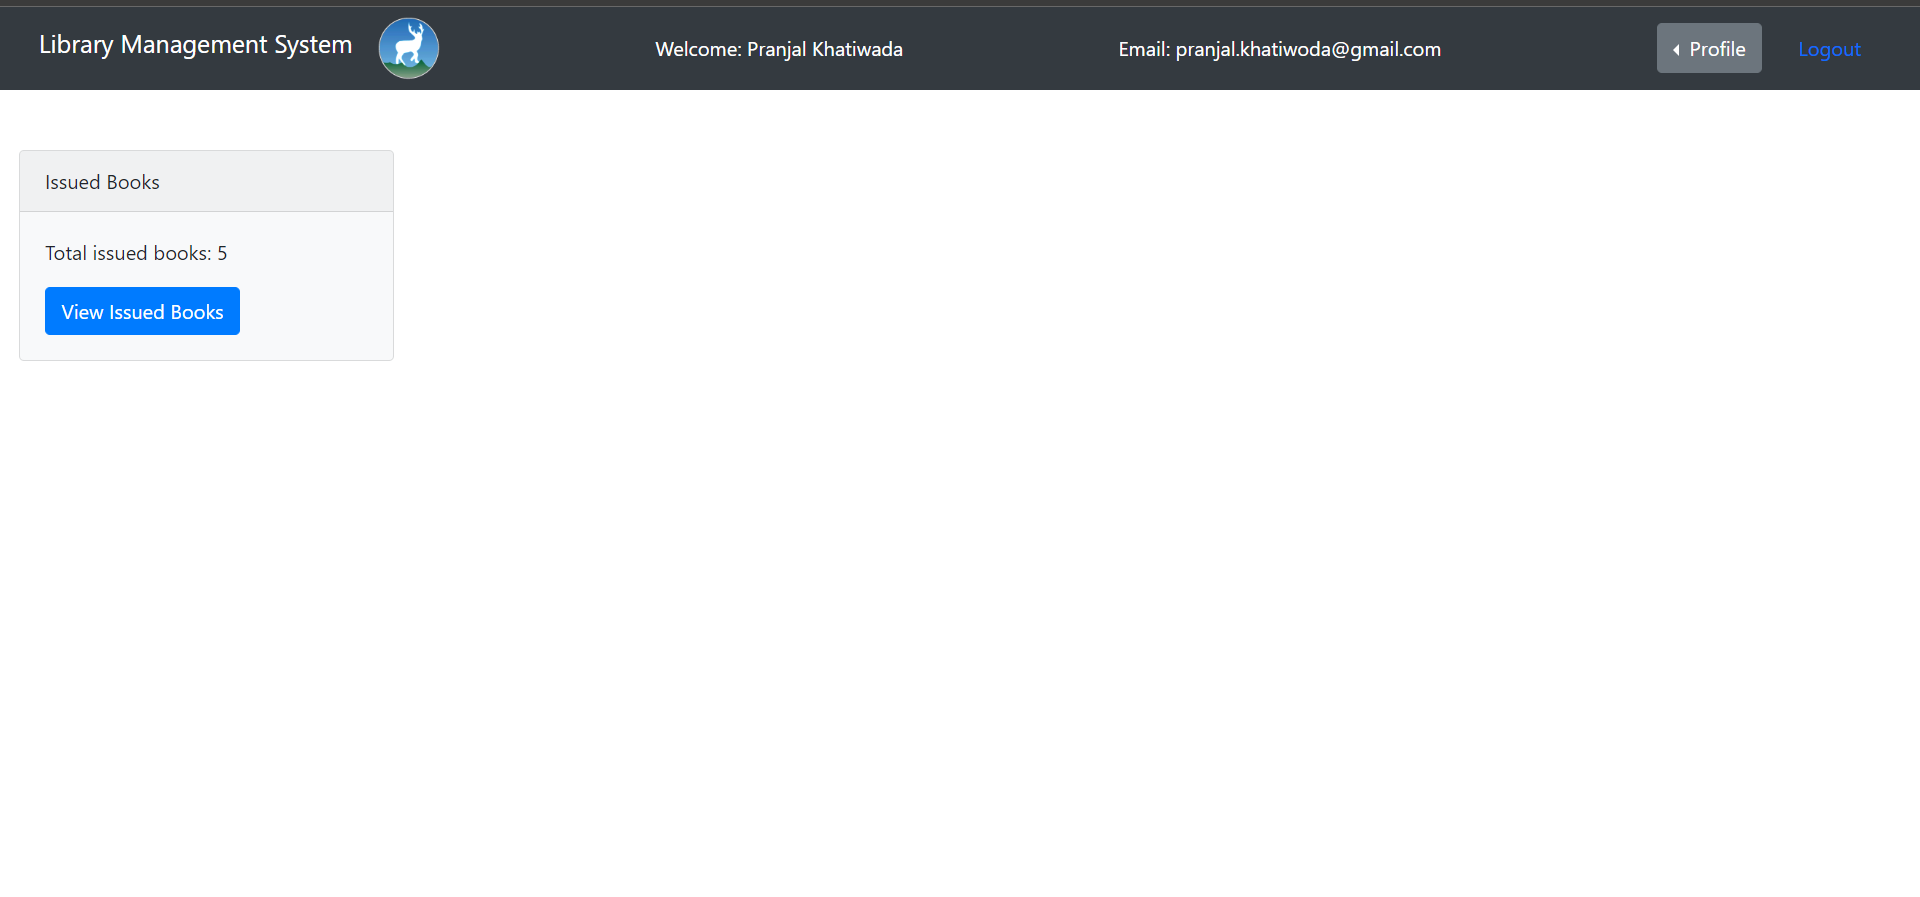 Library Management System
Welcome: Pranjal Khatiwada
Email: pranjal.khatiwoda@gmail.com
Profile
Logout
Issued Books
Total issued books: 5
View Issued Books